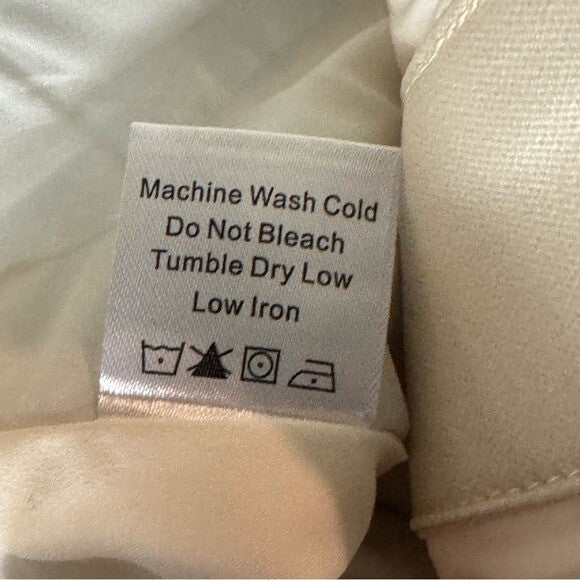 Machine Wash Cold
Do Not Bleach
Tumble Dry Low
Low Iron